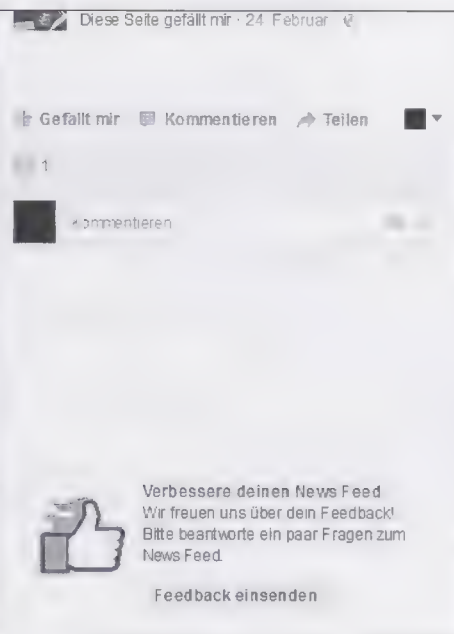 Diese Seite gefällt mir · 24. Februar
Gefällt mir Kommentieren Teilen
1
Kommentieren
Verbessere deinen News Feed
Wir freuen uns über dein Feedback!
Bitte beantworte ein paar Fragen zum
News Feed.
Feedback einsenden